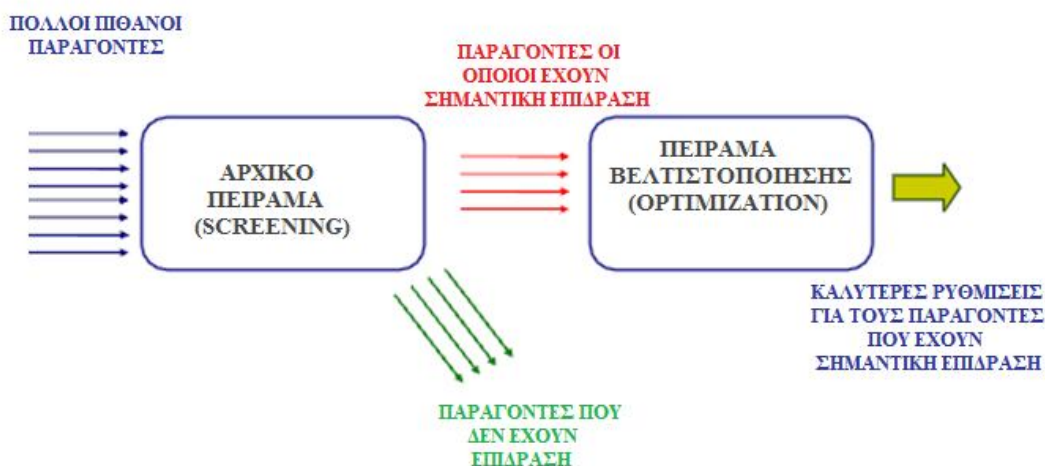 ΠΟΛΛΟΙ ΠΙΘΑΝΟΙ
ΠΑΡΑΓΟΝΤΕΣ
ΠΑΡΑΓΟΝΤΕΣ ΟΙ
ΟΠΟΙΟΙ ΕΧΟΥΝ
ΣΗΜΑΝΤΙΚΗ ΕΠΙΔΡΑΣΗ
ΑΡΧΙΚΟ
ΠΕΙΡΑΜΑ
(SCREENING)
ΠΕΙΡΑΜΑ
ΒΕΛΤΙΣΤΟΠΟΙΗΣΗΣ
(OPTIMIZATION)
ΚΑΛΥΤΕΡΕΣ ΡΥΘΜΙΣΕΙΣ
ΓΙΑ ΤΟΥΣ ΠΑΡΑΓΟΝΤΕΣ
ΠΟΥ ΕΧΟΥΝ
ΣΗΜΑΝΤΙΚΗ ΕΠΙΔΡΑΣΗ
ΠΑΡΑΓΟΝΤΕΣ ΠΟΥ
ΔΕΝ ΕΧΟΥΝ
ΕΠΙΔΡΑΣΗ